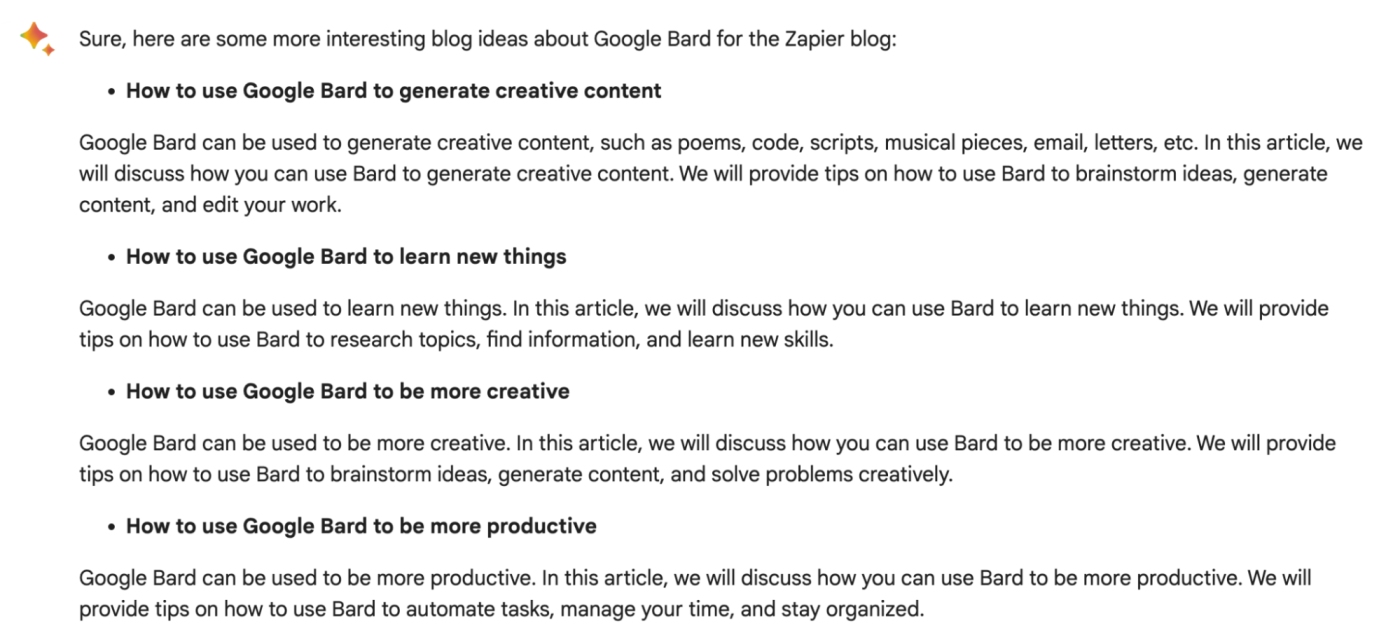 Sure, here are some more interesting blog ideas about Google Bard for the Zapier blog:
• How to use Google Bard to generate creative content
Google Bard can be used to generate creative content, such as poems, code, scripts, musical pieces, email, letters, etc. In this article, we
will discuss how you can use Bard to generate creative content. We will provide tips on how to use Bard to brainstorm ideas, generate
content, and edit your work.
• How to use Google Bard to learn new things
Google Bard can be used to learn new things. In this article, we will discuss how you can use Bard to learn new things. We will provide
tips on how to use Bard to research topics, find information, and learn new skills.
• How to use Google Bard to be more creative
Google Bard can be used to be more creative. In this article, we will discuss how you can use Bard to be more creative. We will provide
tips on how to use Bard to brainstorm ideas, generate content, and solve problems creatively.
• How to use Google Bard to be more productive
Google Bard can be used to be more productive. In this article, we will discuss how you can use Bard to be more productive. We will
provide tips on how to use Bard to automate tasks, manage your time, and stay organized.